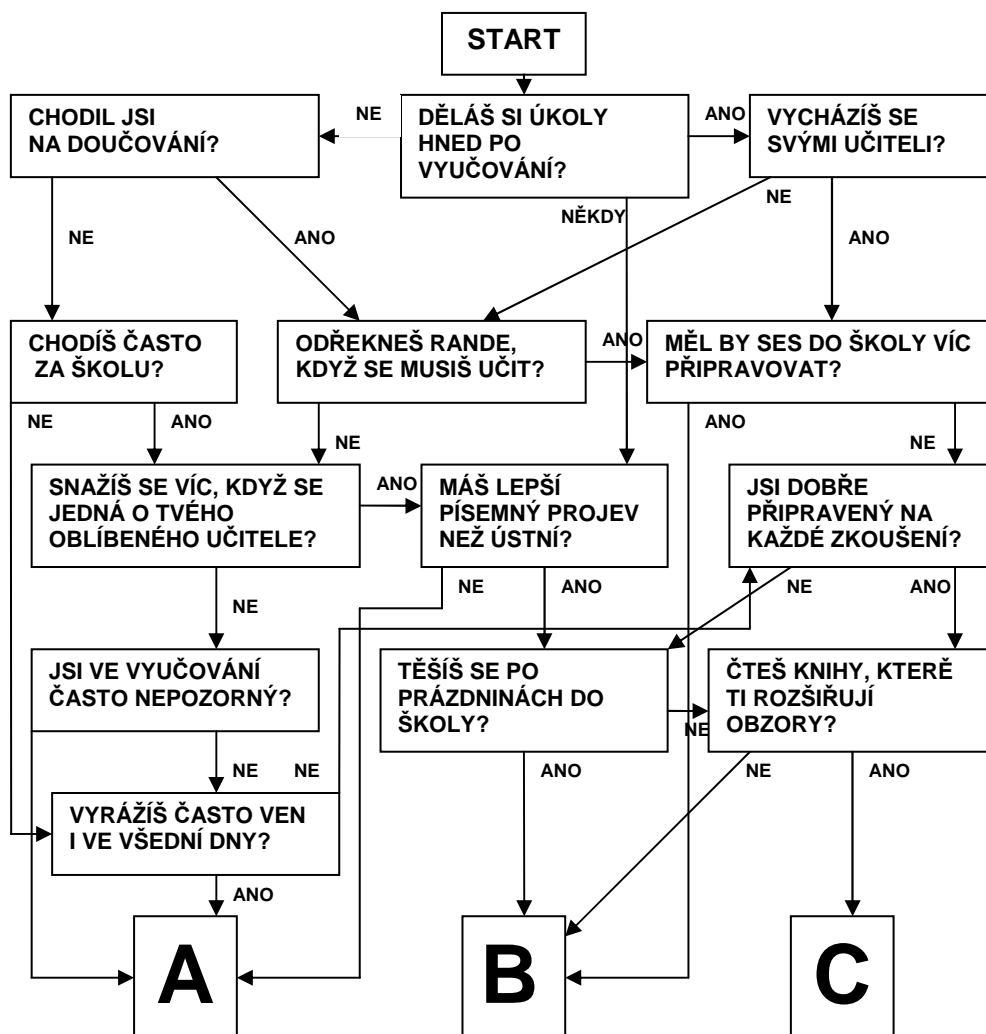 START
CHODIL JSI
NA DOUČOVÁNÍ?
NE
DĚLÁŠ SI ÚKOLY
HNED PO
VYUČOVÁNÍ?
ANO
VYCHÁZÍŠ SE
SVÝMI UČITELI?
NE
ANO
NĚKDY
NE
ANO
CHODÍŠ ČASTO
ZA ŠKOLU?
ODŘEKNEŠ RANDE,
KDYŽ SE MUSIŠ UČIT?
ANO
MĚL BY SES DO ŠKOLY VÍC
PŘIPRAVOVAT?
NE
ANO
NE
ANO
NE
SNAŽÍŠ SE VÍC, KDYŽ SE
JEDNÁ O TVÉHO
OBLÍBENÉHO UČITELE?
ANO
MÁŠ LEPŠÍ
PÍSEMNÝ PROJEV
NEŽ ÚSTNÍ?
JSI DOBŘE
PŘIPRAVENÝ NA
KAŽDÉ ZKOUŠENÍ?
NE
NE
ANO
NE
ANO
JSI VE VYUČOVÁNÍ
ČASTO NEPOZORNÝ?
TĚŠÍŠ SE PO
PRÁZDNINÁCH DO
ŠKOLY?
NE
ČTEŠ KNIHY, KTERĚ
TI ROZŠIŘUJÍ
OBZORY?
NE
NE
ANO
NE
ANO
VYRÁŽÍŠ ČASTO VEN
I VE VŠEDNÍ DNY?
ANO
A
B
C